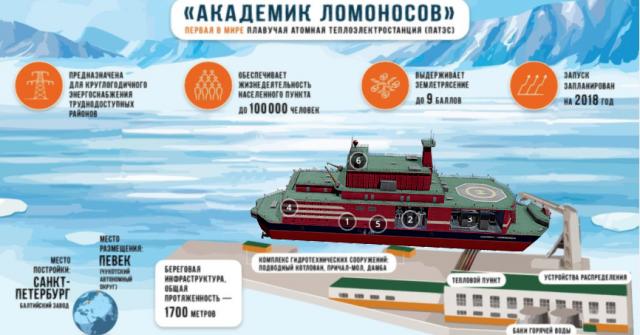 «АКАДЕМИК ЛОМОНОСОВ»
ПЕРВАЯ В МИРЕ ПЛАВУЧАЯ АТОМНАЯ ТЕПЛОЭЛЕКТРОСТАНЦИЯ (ПАТЭС)
ПРЕДНАЗНАЧЕНА
ДЛЯ КРУГЛОГОДИЧНОГО
ЭНЕРГОСНАБЖЕНИЯ
ТРУДНОДОСТУПНЫХ
РАЙОНОВ
ОБЕСПЕЧИВАЕТ
ЖИЗНЕДЕЯТЕЛЬНОСТЬ
НАСЕЛЕННОГО ПУНКТА
ДО 100000 ЧЕЛОВЕК
ВЫДЕРЖИВАЕТ
ЗЕМЛЕТРЯСЕНИЕ
ДО 9 БАЛЛОВ
ЗАПУСК
ЗАПЛАНИРОВАН
НА 2018 ГОД
6
4
1
5
2
3
МЕСТО
ПОСТРОЙКИ:
САНКТ-
ПЕТЕРБУРГ
БАЛТИЙСКИЙ ЗАВОД
МЕСТО
РАЗМЕЩЕНИЯ:
ПЕВЕК
(ЧУКОТСКИЙ
АВТОНОМНЫЙ
ОКРУГ)
БЕРЕГОВАЯ
ИНФРАСТРУКТУРА,
ОБЩАЯ
ПРОТЯЖЕННОСТЬ —
1700 МЕТРОВ
КОМПЛЕКС ГИДРОТЕХНИЧЕСКИХ СООРУЖЕНИЙ:
ПОДВОДНЫЙ КОТЛОВАН, ПРИЧАЛ-МОЛ, ДАМБА
ТЕПЛОВОЙ ПУНКТ
УСТРОЙСТВА РАСПРЕДЕЛЕНИЯ
БАКИ ГОРЯЧЕЙ ВОДЫ